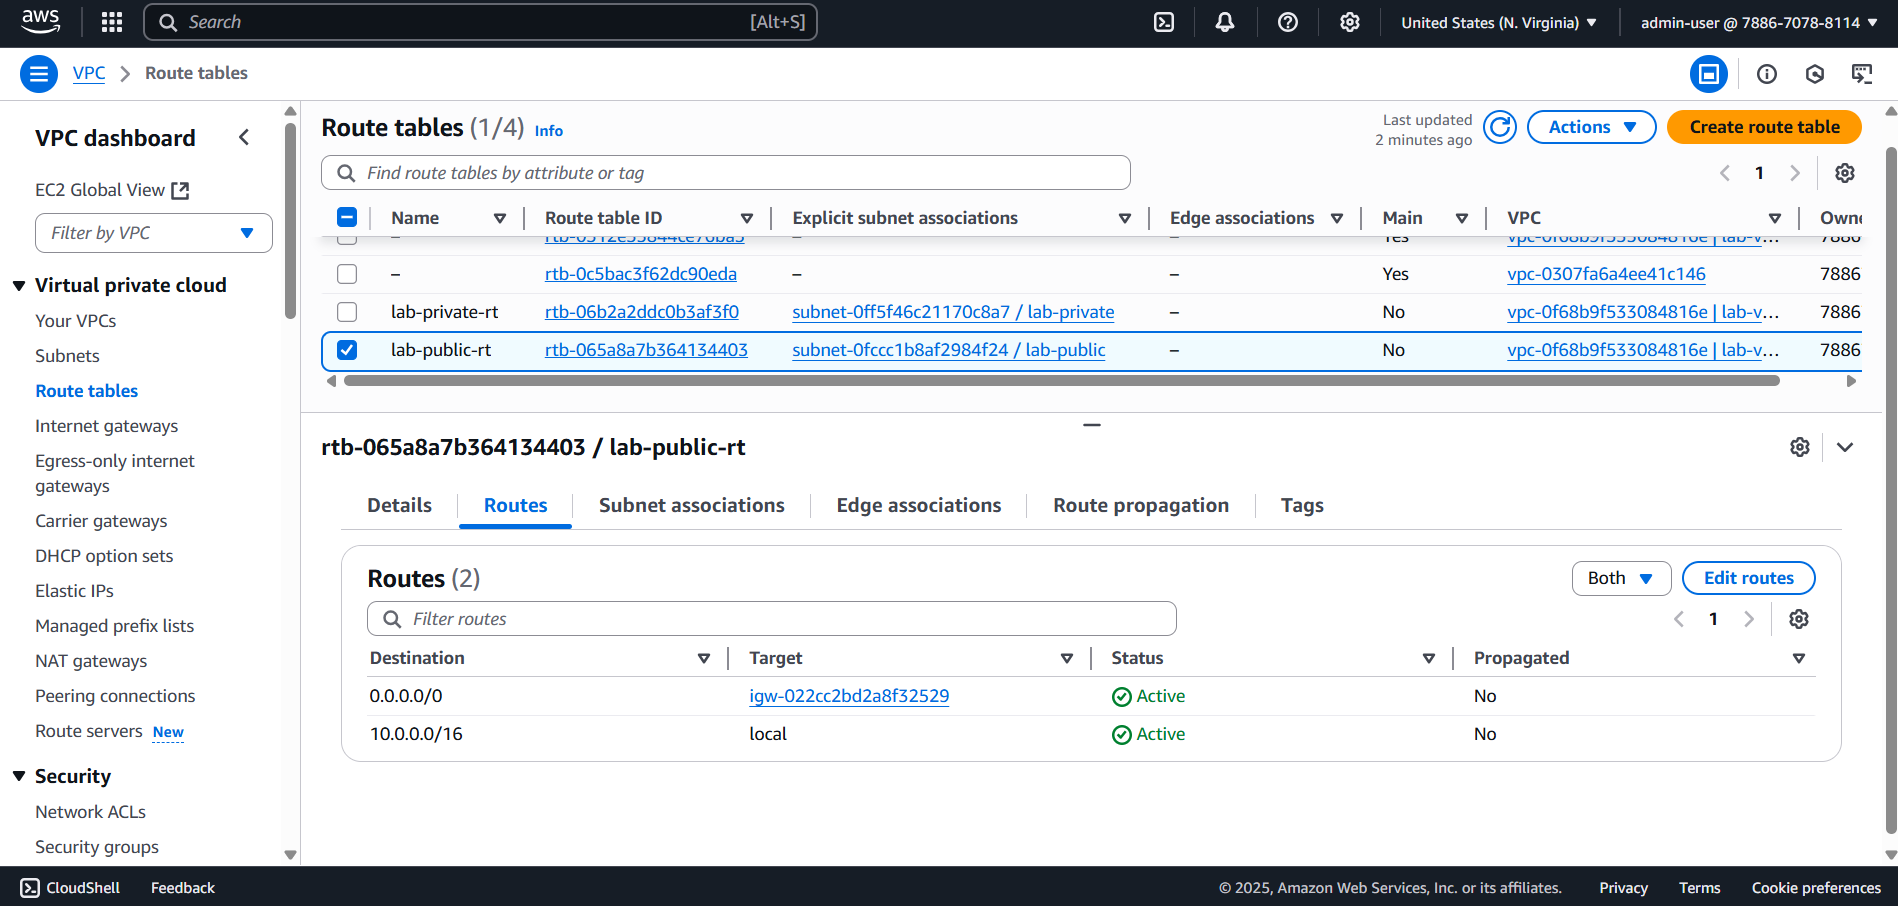 aws
Search [Alt+S]
United States (N. Virginia)
admin-user @ 7886-7078-8114
VPC
Route tables
VPC dashboard
EC2 Global View
Filter by VPC
Virtual private cloud
Your VPCs
Subnets
Route tables
Internet gateways
Egress-only internet
gateways
Carrier gateways
DHCP option sets
Elastic IPs
Managed prefix lists
NAT gateways
Peering connections
Route servers New
Security
Network ACLs
Security groups
Route tables (1/4) Info
Last updated
2 minutes ago
Actions
Create route table
Find route tables by attribute or tag
1
Name Route table ID Explicit subnet associations Edge associations Main VPC Owne
– – – Yes vpc-0f68b9f533084816e | lab-v... 7886
– rtb-0c5bac3f62dc90eda – – Yes vpc-0307fa6a4ee41c146 7886
lab-private-rt rtb-06b2a2ddc0b3af3f0 subnet-0ff5f46c21170c8a7 / lab-private – No vpc-0f68b9f533084816e | lab-v... 7886
lab-public-rt rtb-065a8a7b364134403 subnet-0fccc1b8af2984f24 / lab-public – No vpc-0f68b9f533084816e | lab-v... 7886
rtb-065a8a7b364134403 / lab-public-rt
Details Routes Subnet associations Edge associations Route propagation Tags
Routes (2)
Both
Edit routes
Filter routes
1
Destination Target Status Propagated
0.0.0.0/0 igw-022cc2bd2a8f32529 Active No
10.0.0.0/16 local Active No
CloudShell Feedback
© 2025, Amazon Web Services, Inc. or its affiliates. Privacy Terms Cookie preferences